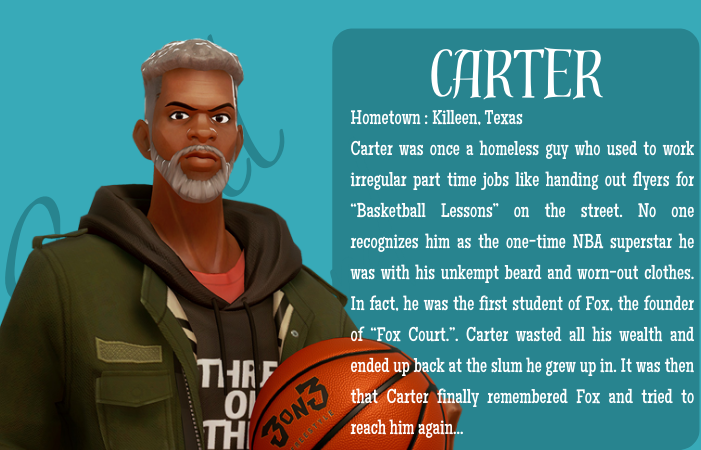 CARTER
Hometown : Killeen, Texas
Carter was once a homeless guy who used to work
irregular part time jobs like handing out flyers for
“Basketball Lessons” on the street. No one
recognizes him as the one-time NBA superstar he
was with his unkempt beard and worn-out clothes.
In fact, he was the first student of Fox, the founder
of “Fox Court.”. Carter wasted all his wealth and
ended up back at the slum he grew up in. It was then
that Carter finally remembered Fox and tried to
reach him again...
THRE
ON
THR
3ON3